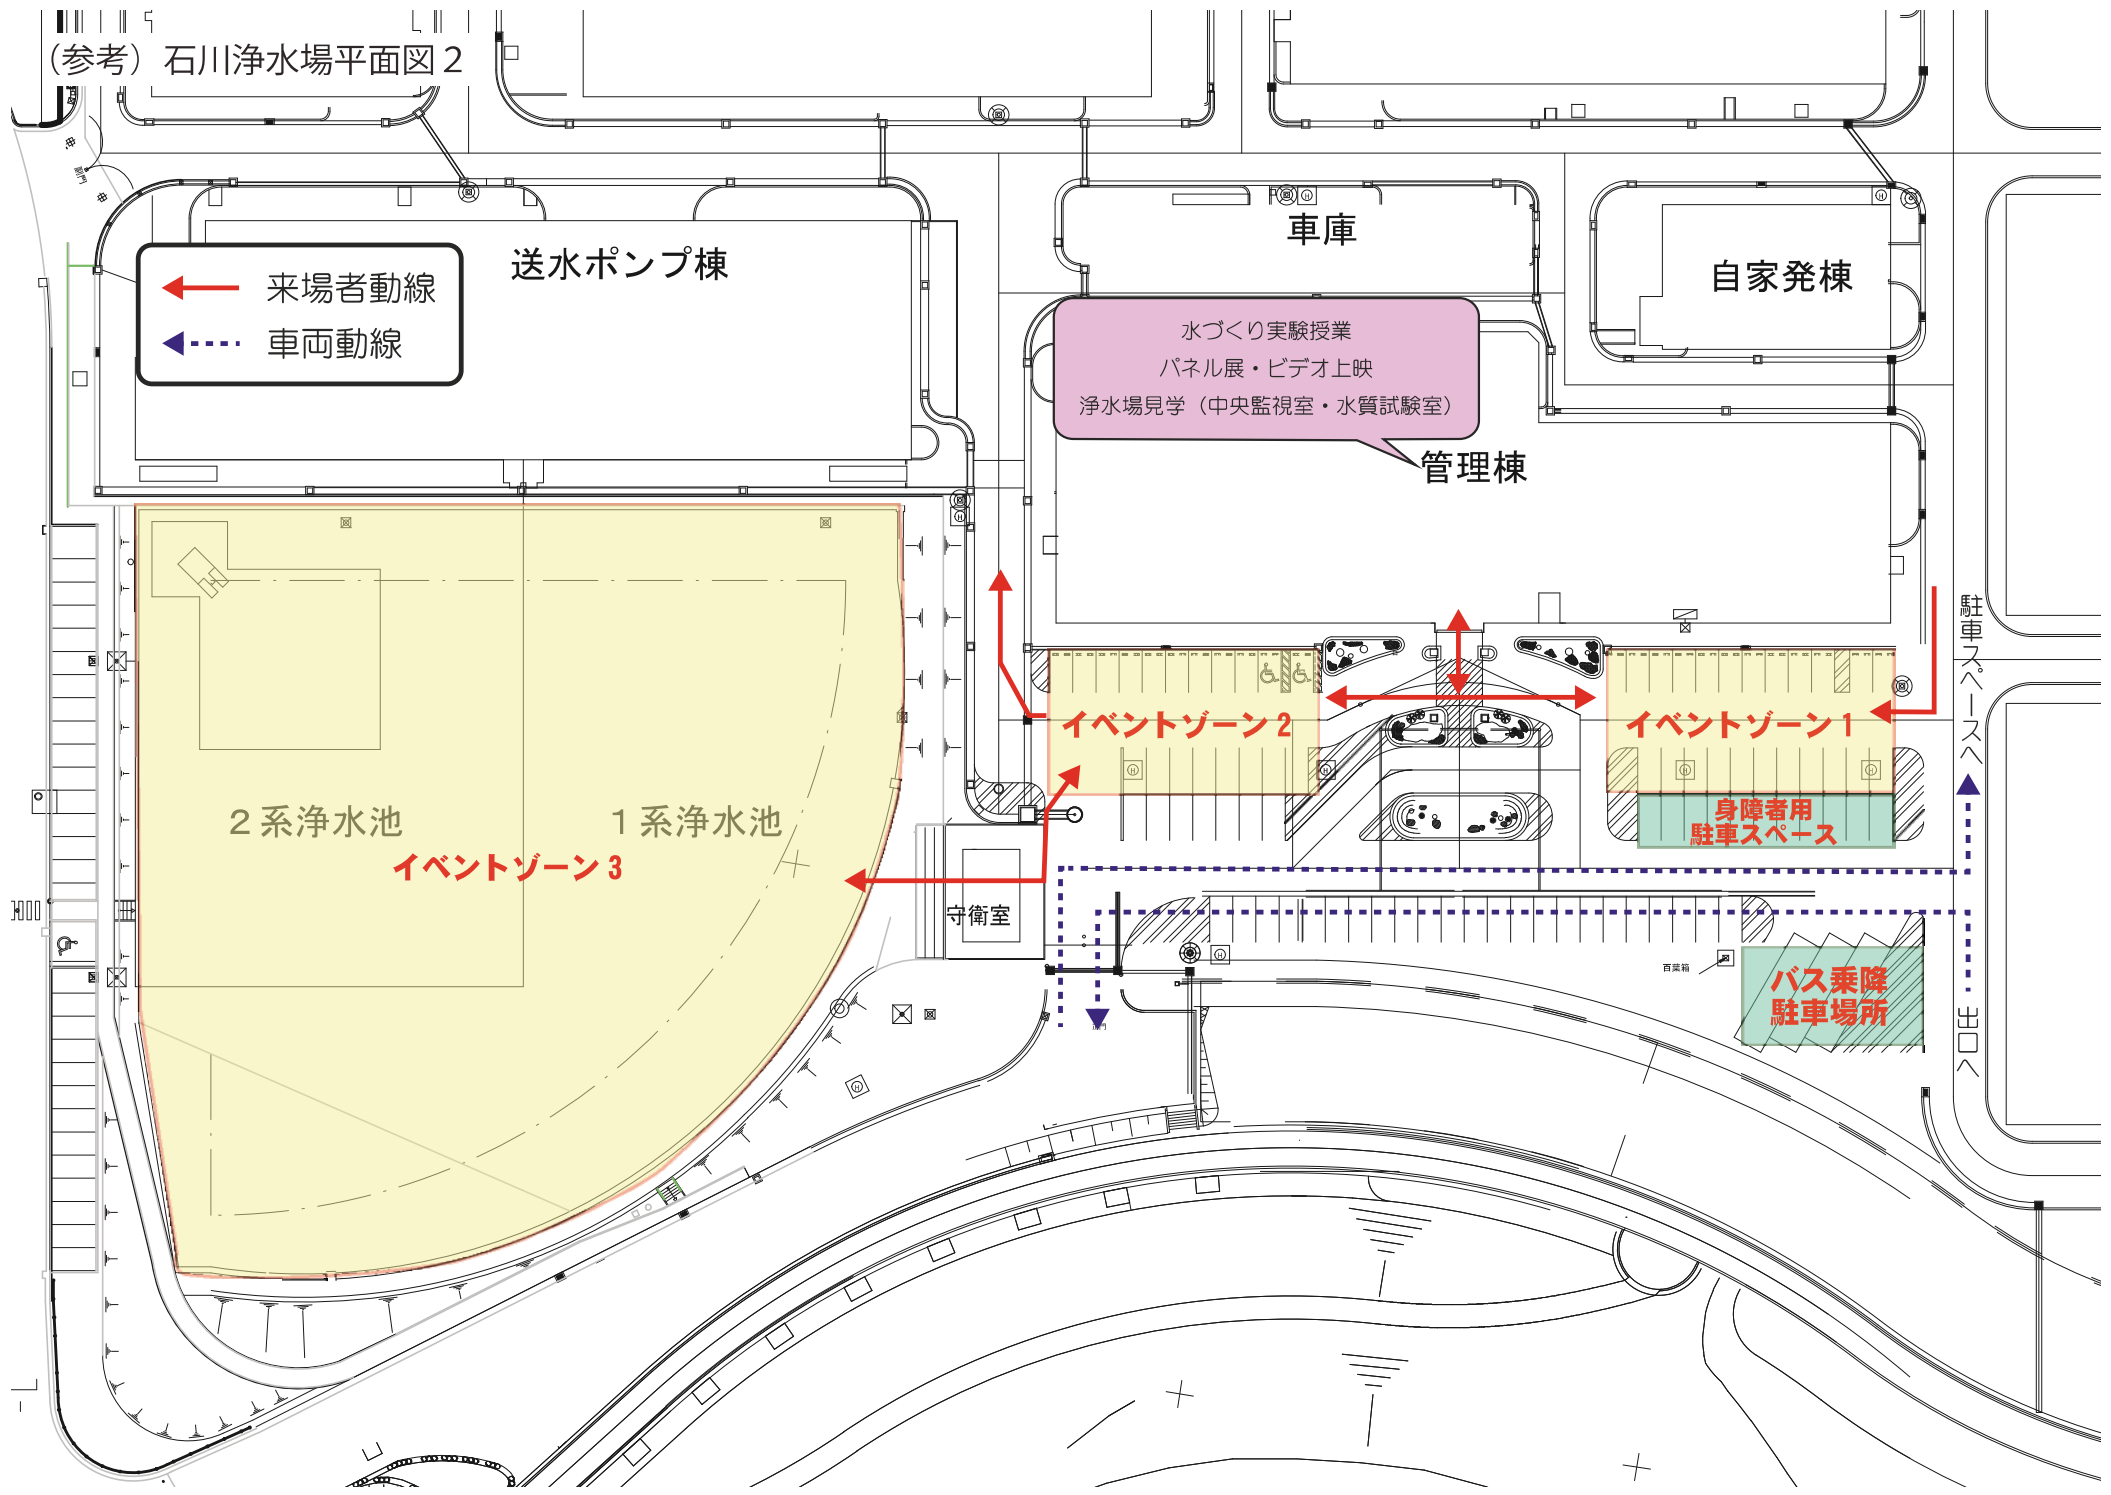 （参考）石川浄水場平面図２
副門
送水ポンプ棟
車庫
自家発棟
来場者動線
車両動線
水づくり実験授業
パネル展・ビデオ上映
浄水場見学（中央監視室・水質試験室）
管理棟
駐車スペースへ
イベントゾーン２
イベントゾーン１
２系浄水池
１系浄水池
イベントゾーン３
身障者用
駐車スペース
守衛室
百葉箱
バス乗降
駐車場所
出口へ
H
H
H
H
H
H
H
H
H